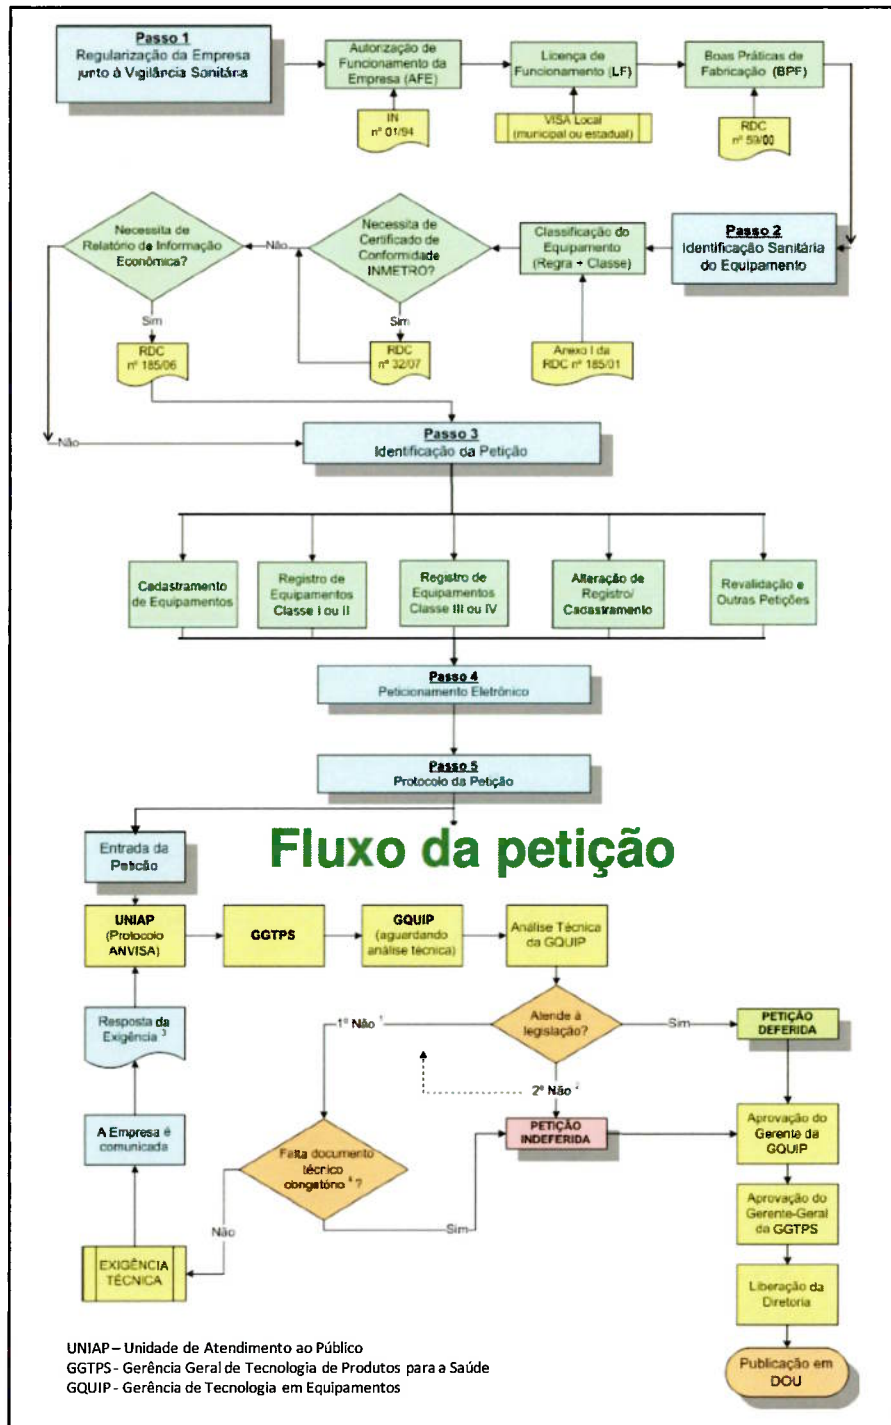 Passo 1
Regularização da Empresa
junto à Vigilância Sanitária
Autorização de
Funcionamento da
Empresa (AFE)
Licença de
Funcionamento (LF)
Boas Práticas de
Fabricação (BPF)
IN
nº 01/94
VISA Local
(municipal ou estadual)
RDC
nº 59/00
Necessita de
Relatório de Informação
Econômica?
Não
Necessita de
Certificado de
Conformidade
INMETRO?
Classificação do
Equipamento
(Regra + Classe)
Passo 2
Identificação Sanitária
do Equipamento
Sim
Sim
RDC
nº 185/06
RDC
nº 32/07
Anexo I da
RDC nº 185/01
Não
Passo 3
Identificação da Petição
Cadastramento
de Equipamentos
Registro de
Equipamentos
Classe I ou II
Registro de
Equipamentos
Classe III ou IV
Alteração de
Registro/
Cadastramento
Revalidação e
Outras Petições
Passo 4
Peticionamento Eletrônico
Passo 5
Protocolo da Petição
Fluxo da petição
Entrada da
Petição
UNIAP
(Protocolo
ANVISA)
GGTPS
GQUIP
(aguardando
análise técnica)
Análise Técnica
da GQUIP
Resposta da
Exigência 3
1º Não 1
Atende à
legislação?
Sim
PETIÇÃO
DEFERIDA
2º Não 2
A Empresa é
comunicada
Falta documento
técnico
obrigatório 4 ?
PETIÇÃO
INDEFERIDA
Aprovação do
Gerente da
GQUIP
Não
Sim
Aprovação do
Gerente-Geral
da GGTPS
EXIGÊNCIA
TÉCNICA
Liberação da
Diretoria
Publicação em
DOU
UNIAP – Unidade de Atendimento ao Público
GGTPS - Gerência Geral de Tecnologia de Produtos para a Saúde
GQUIP - Gerência de Tecnologia em Equipamentos